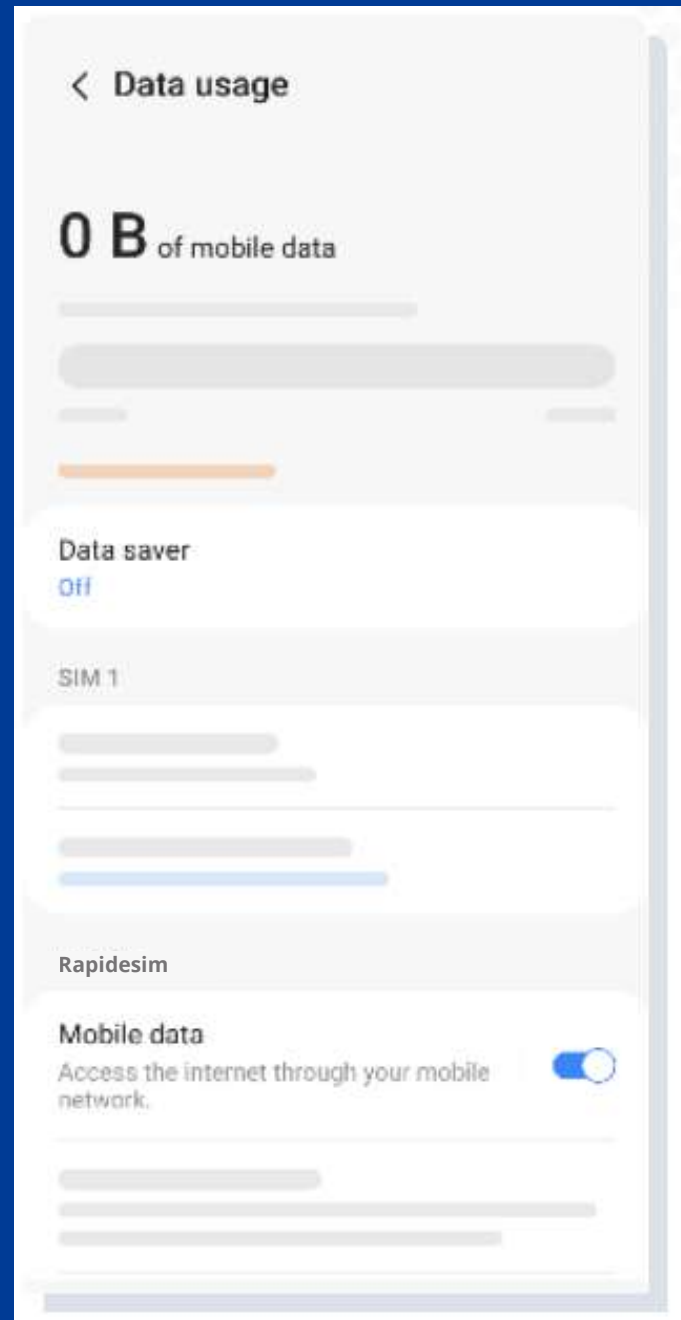 Data usage
0 B of mobile data
Data saver
Off
SIM 1
Rapidesim
Mobile data
Access the internet through your mobile
network.